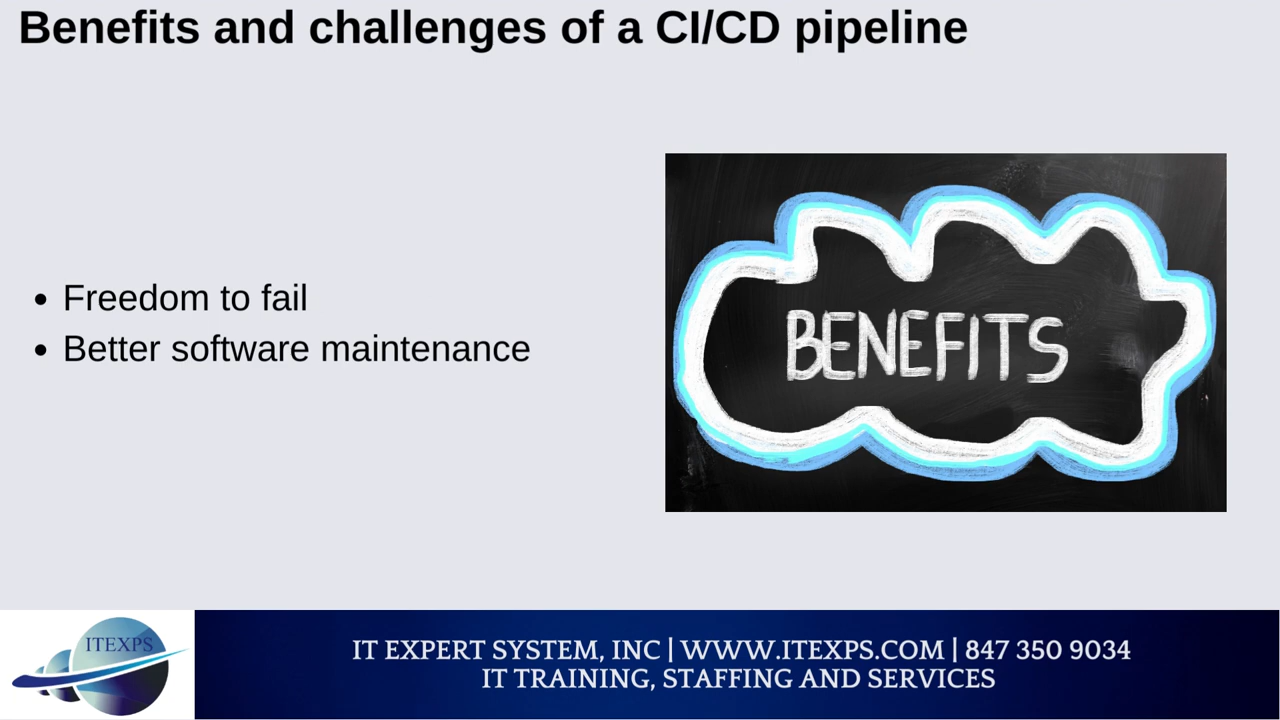 Benefits and challenges of a CI/CD pipeline
• Freedom to fail
• Better software maintenance
BENEFITS
ITEXPS
IT EXPERT SYSTEM, INC | WWW.ITEXPS.COM | 847 350 9034
IT TRAINING, STAFFING AND SERVICES